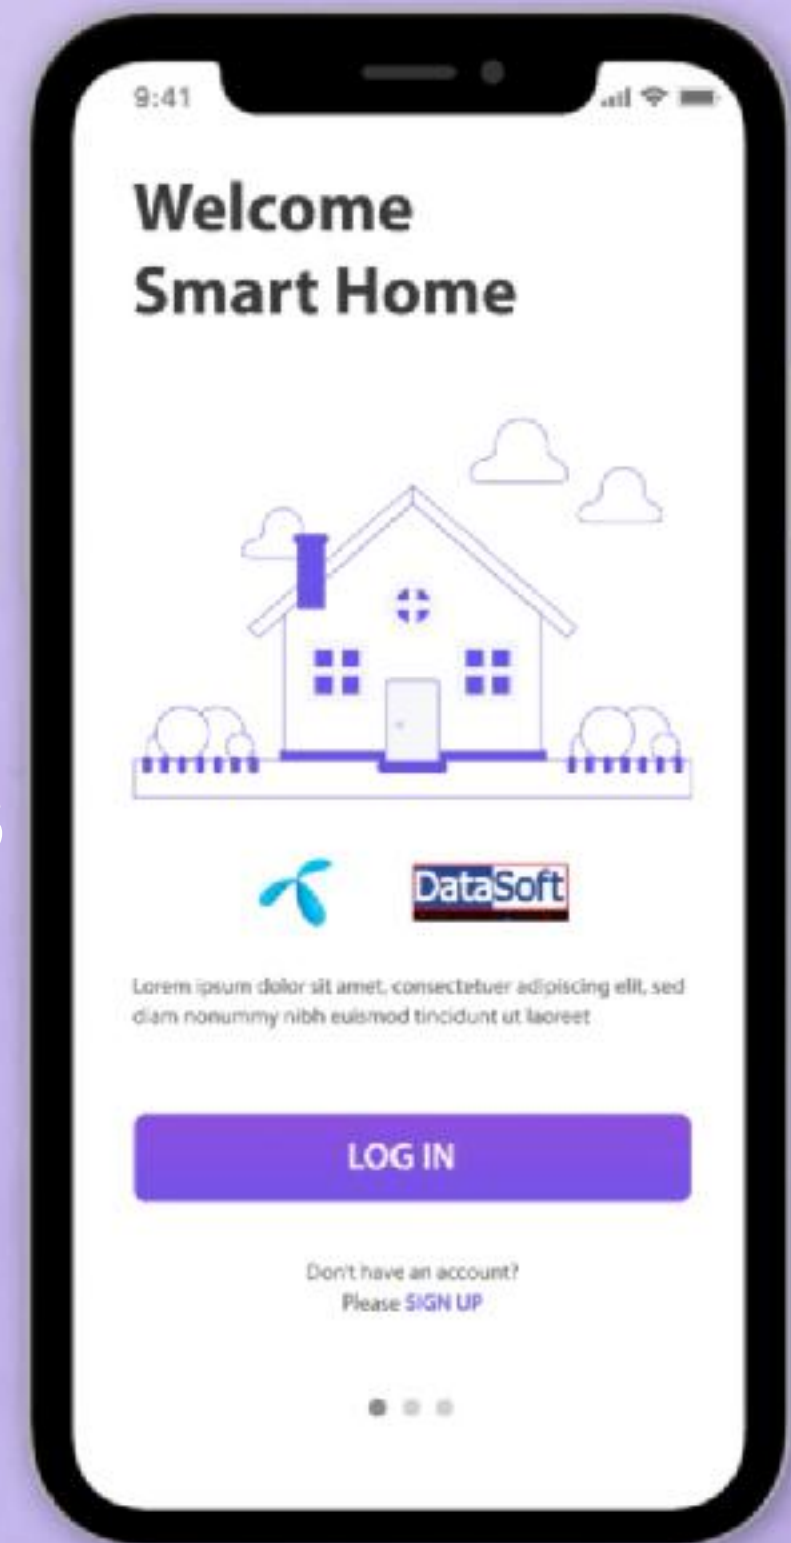 9:41
Welcome
Smart Home
DataSoft
Lorem ipsum dolor sit amet, consectetuer adipiscing elit, sed
diam nonummy nibh euismod tincidunt ut laoreet
LOG IN
Don't have an account?
Please SIGN UP